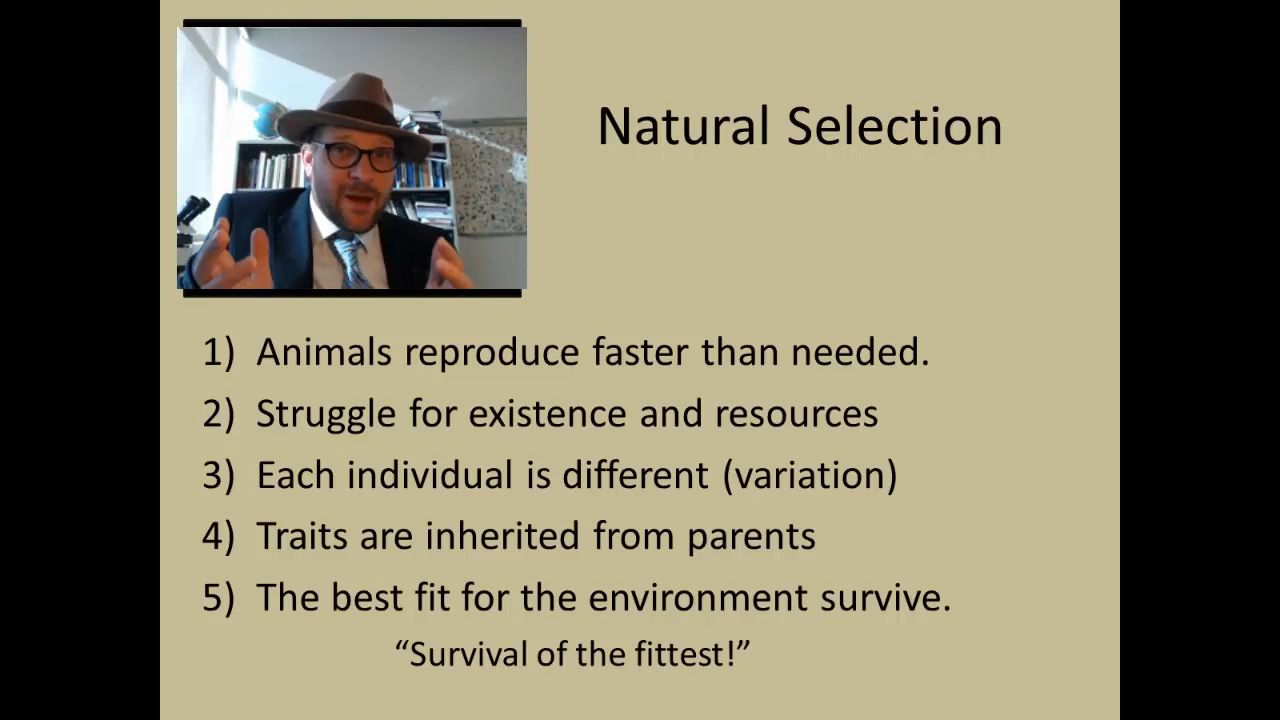 Natural Selection
1) Animals reproduce faster than needed.
2) Struggle for existence and resources
3) Each individual is different (variation)
4) Traits are inherited from parents
5) The best fit for the environment survive.
“Survival of the fittest!”